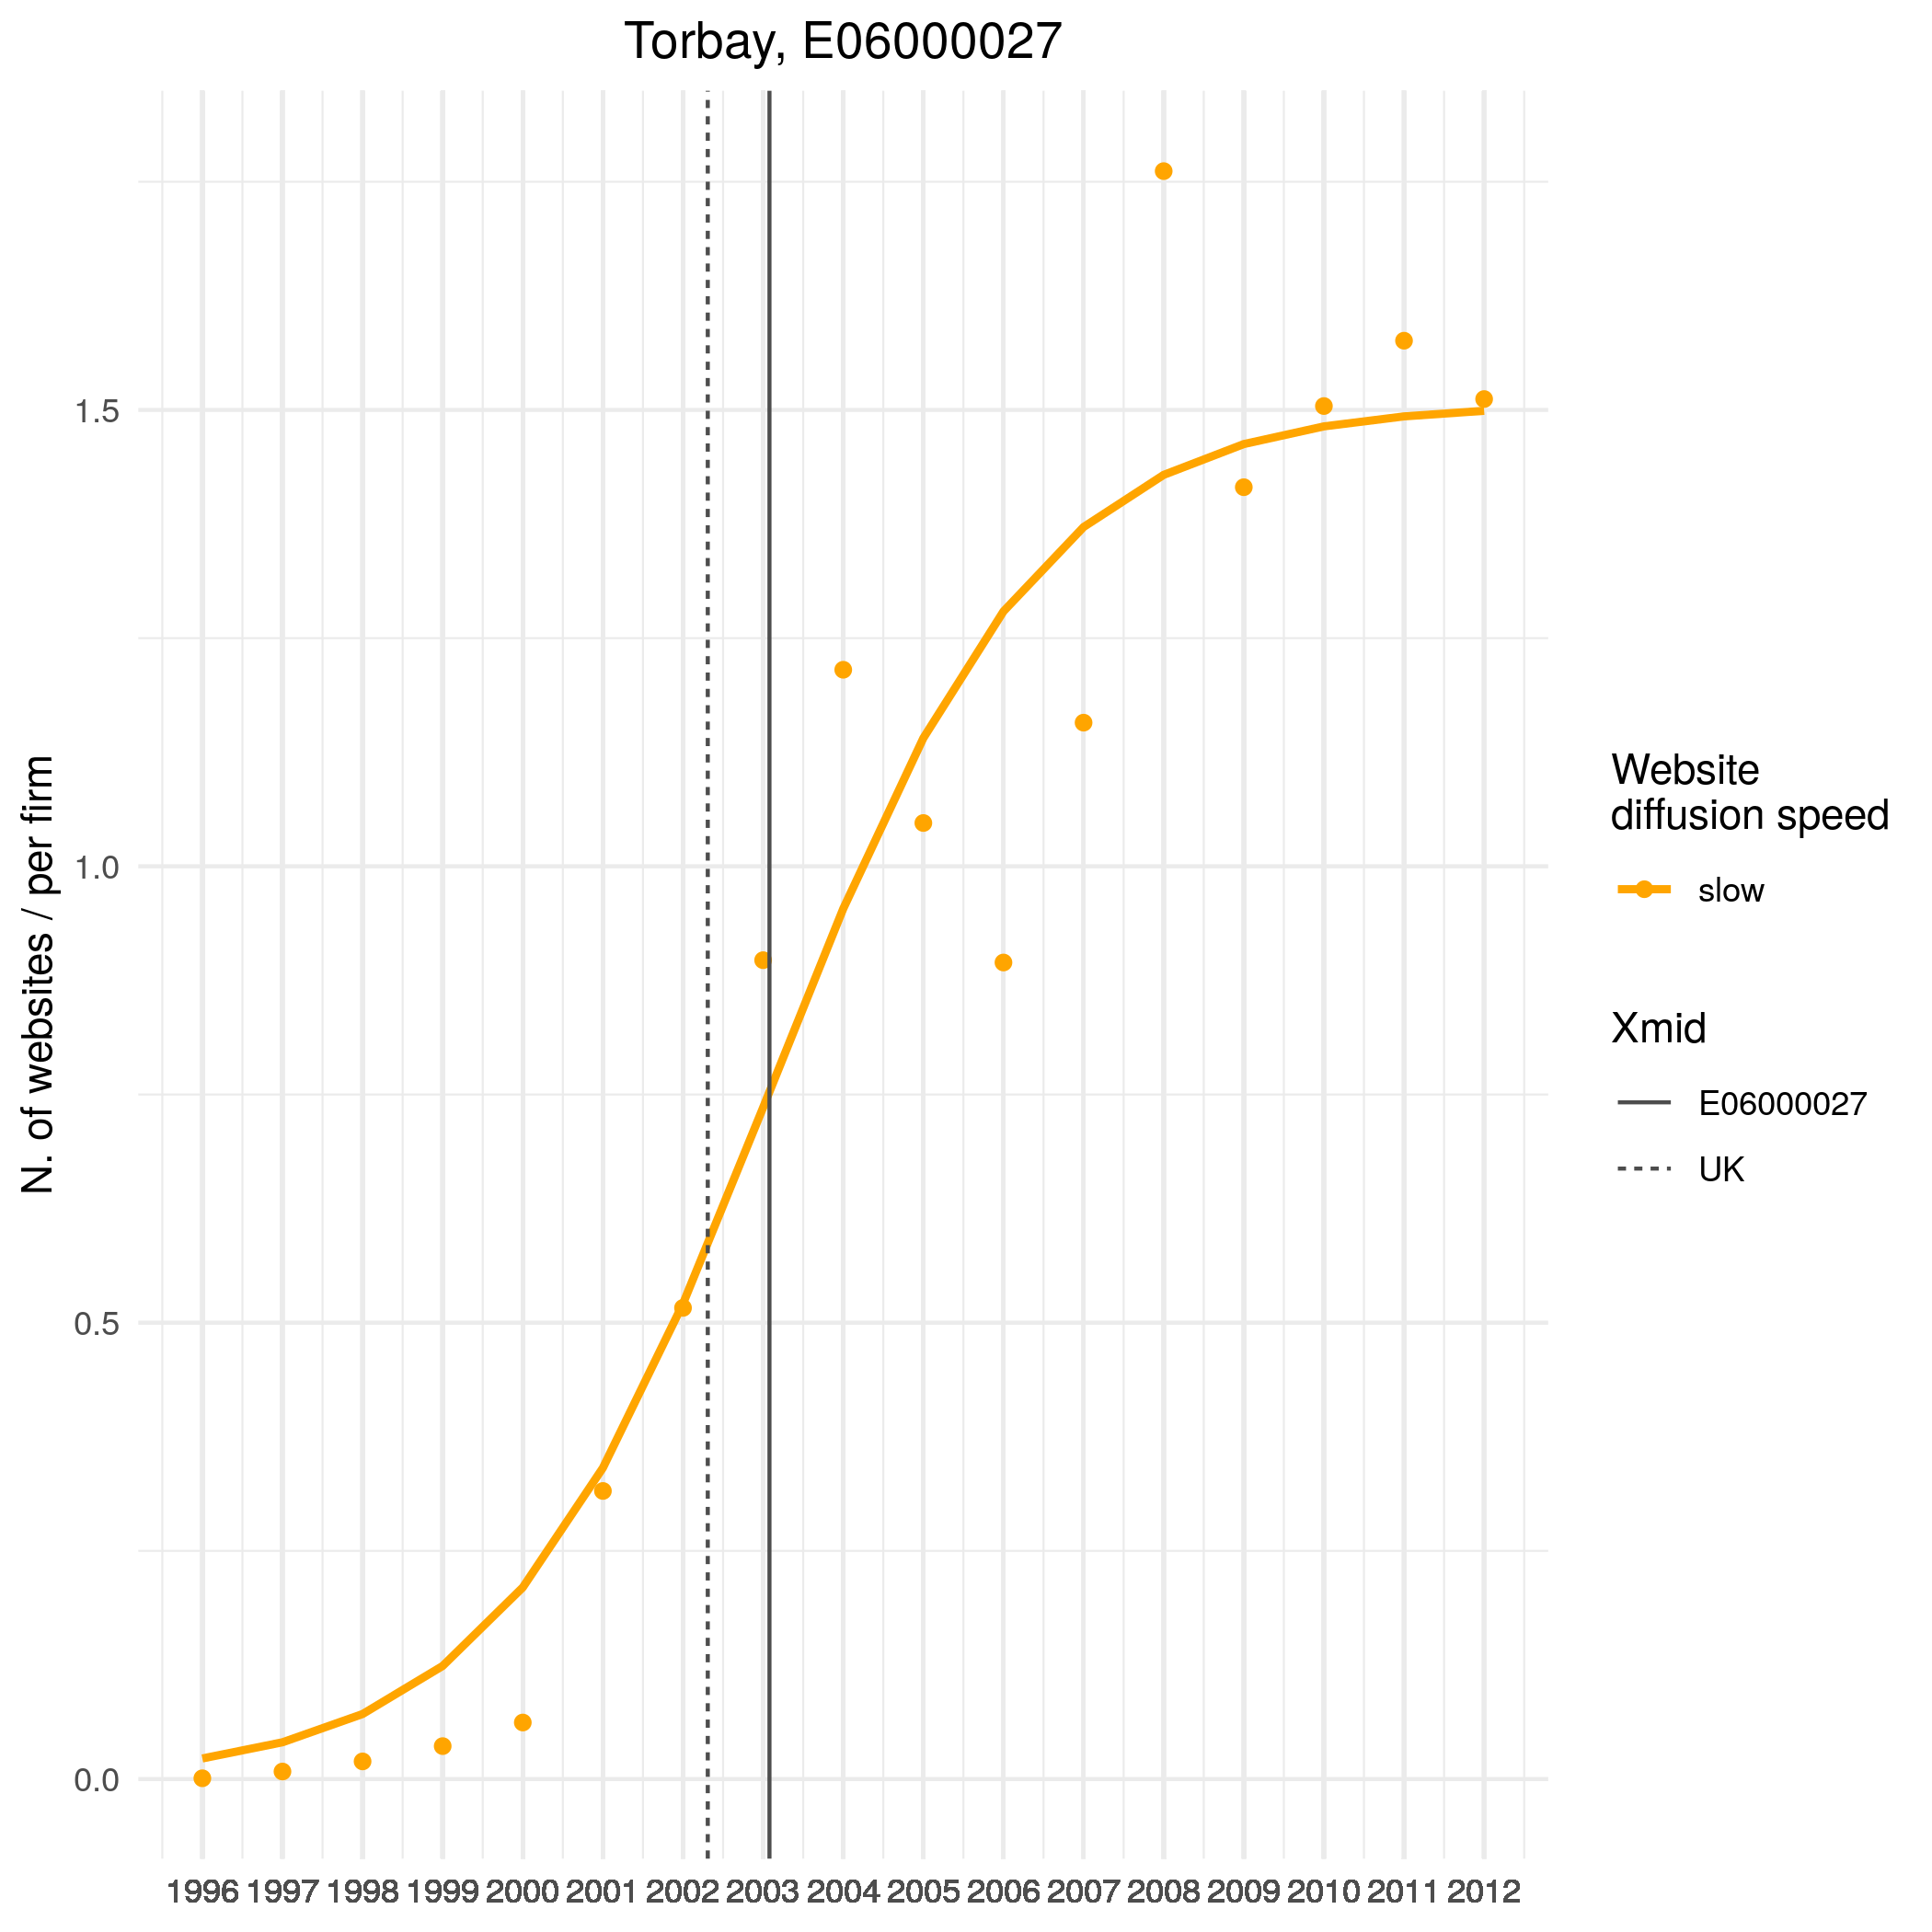 Torbay, E06000027
N. of websites / per firm
1.5
1.0
0.5
0.0
1996 1997 1998 1999 2000 2001 2002 2003 2004 2005 2006 2007 2008 2009 2010 2011 2012
Website
diffusion speed
slow
Xmid
E06000027
UK